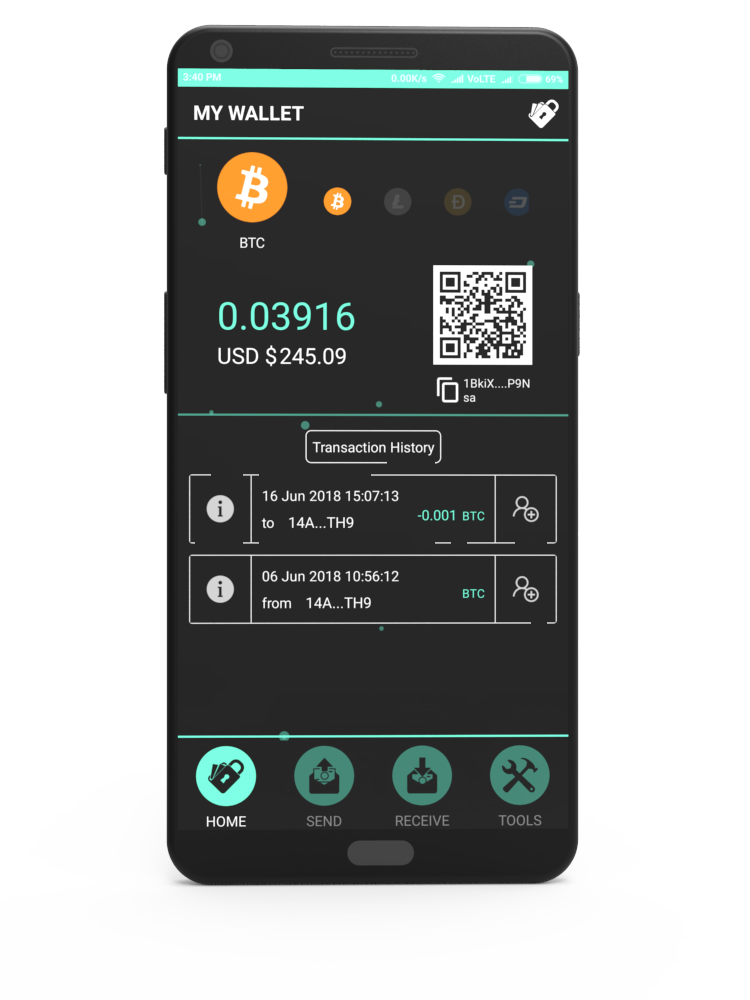 3:40 PM 0.00K/s VoLTE 69%
MY WALLET
BTC
0.03916
USD $245.09
1BkiX....P9N
sa
Transaction History
16 Jun 2018 15:07:13
to 14A...TH9 -0.001 BTC
06 Jun 2018 10:56:12
from 14A...TH9 BTC
HOME SEND RECEIVE TOOLS